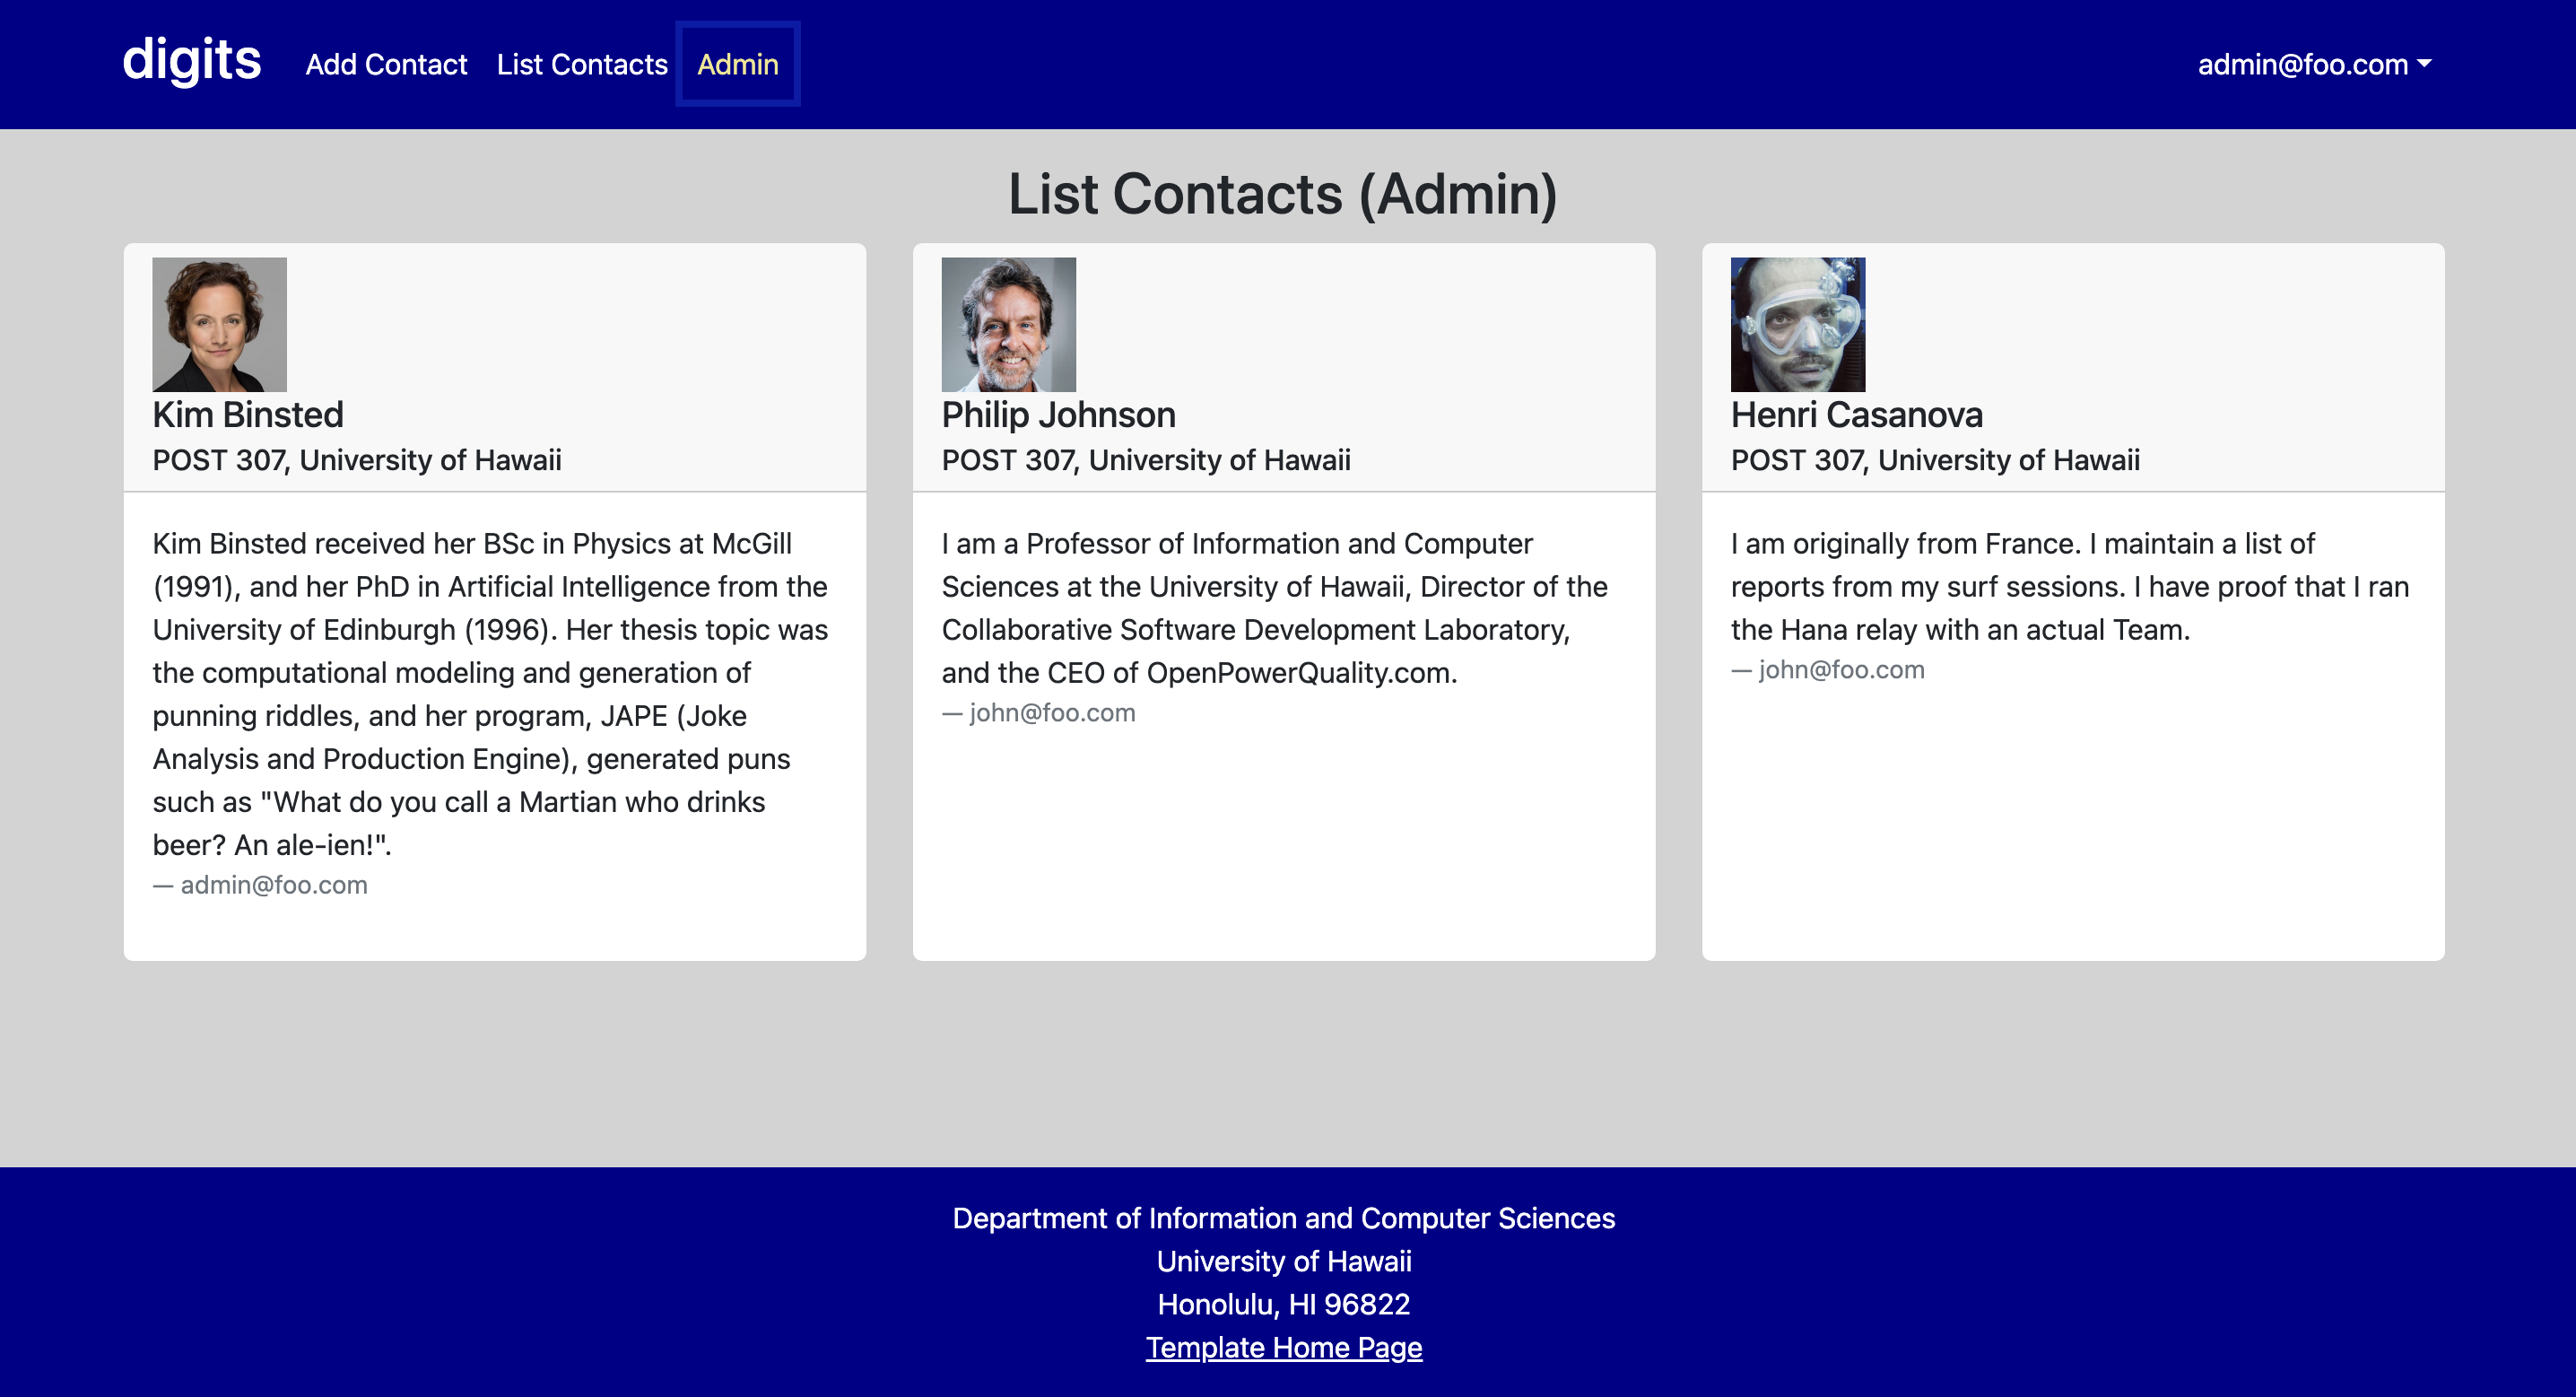 digits Add Contact List Contacts Admin admin@foo.com
List Contacts (Admin)
Kim Binsted
POST 307, University of Hawaii
Kim Binsted received her BSc in Physics at McGill
(1991), and her PhD in Artificial Intelligence from the
University of Edinburgh (1996). Her thesis topic was
the computational modeling and generation of
punning riddles, and her program, JAPE (Joke
Analysis and Production Engine), generated puns
such as "What do you call a Martian who drinks
beer? An ale-ien!".
— admin@foo.com
Philip Johnson
POST 307, University of Hawaii
I am a Professor of Information and Computer
Sciences at the University of Hawaii, Director of the
Collaborative Software Development Laboratory,
and the CEO of OpenPowerQuality.com.
— john@foo.com
Henri Casanova
POST 307, University of Hawaii
I am originally from France. I maintain a list of
reports from my surf sessions. I have proof that I ran
the Hana relay with an actual Team.
— john@foo.com
Department of Information and Computer Sciences
University of Hawaii
Honolulu, HI 96822
Template Home Page